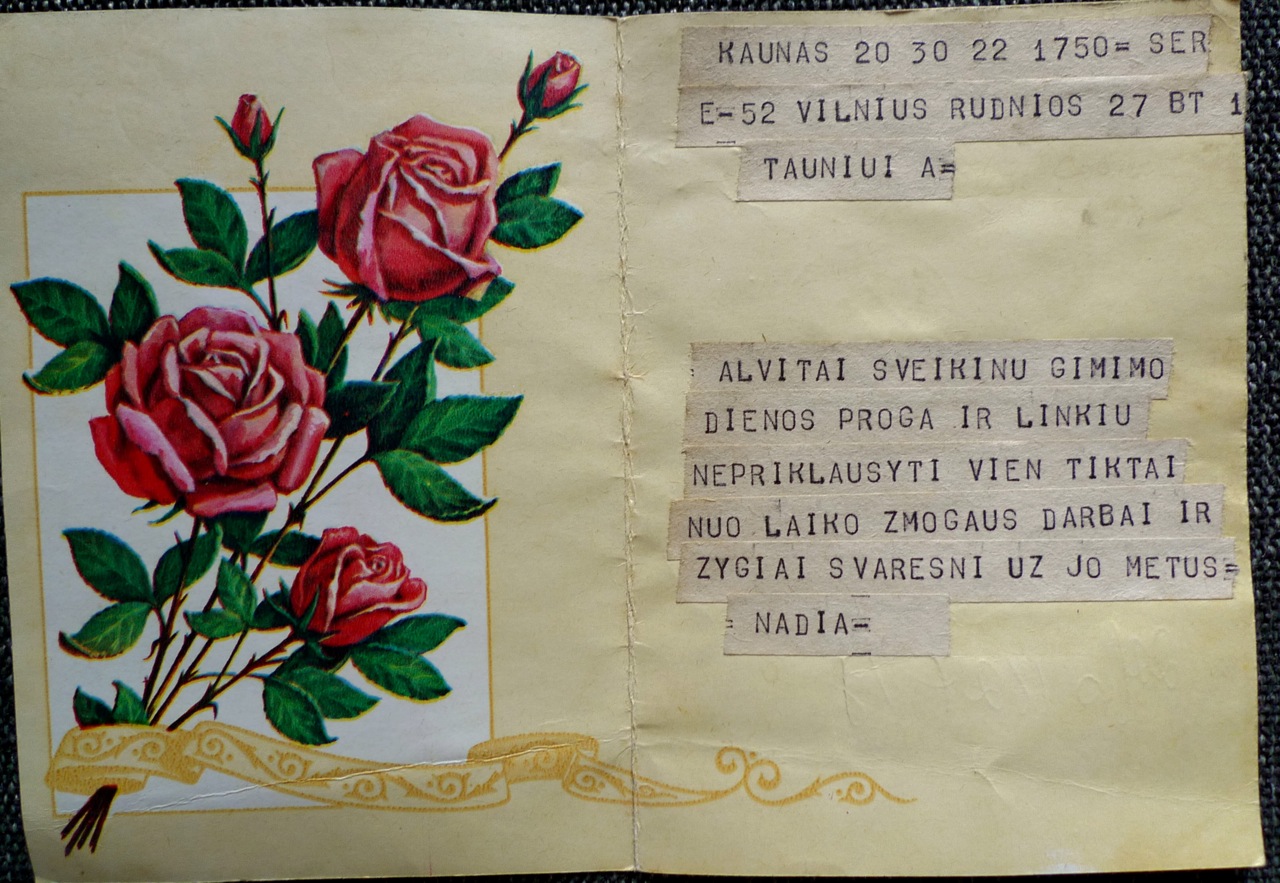 KAUNAS 20 30 22 1750= SER
E-52 VILNIUS RUDNIOS 27 BT 1
TAUNIUI A=
ALVITAI SVEIKINU GIMIMO
DIENOS PROGA IR LINKIU
NEPRIKLAUSYTI VIEN TIKTAI
NUO LAIKO ZMOGAUS DARBAI IR
ZYGIAI SVARESNI UZ JO METUS=
= NADIA=